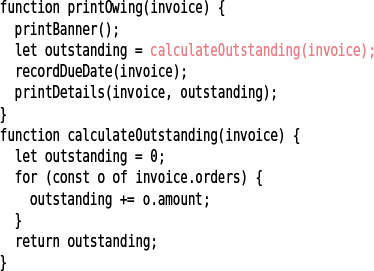 function printOwing(invoice) {
  printBanner();
  let outstanding = calculateOutstanding(invoice);
  recordDueDate(invoice);
  printDetails(invoice, outstanding);
}
function calculateOutstanding(invoice) {
  let outstanding = 0;
  for (const o of invoice.orders) {
    outstanding += o.amount;
  }
  return outstanding;
}